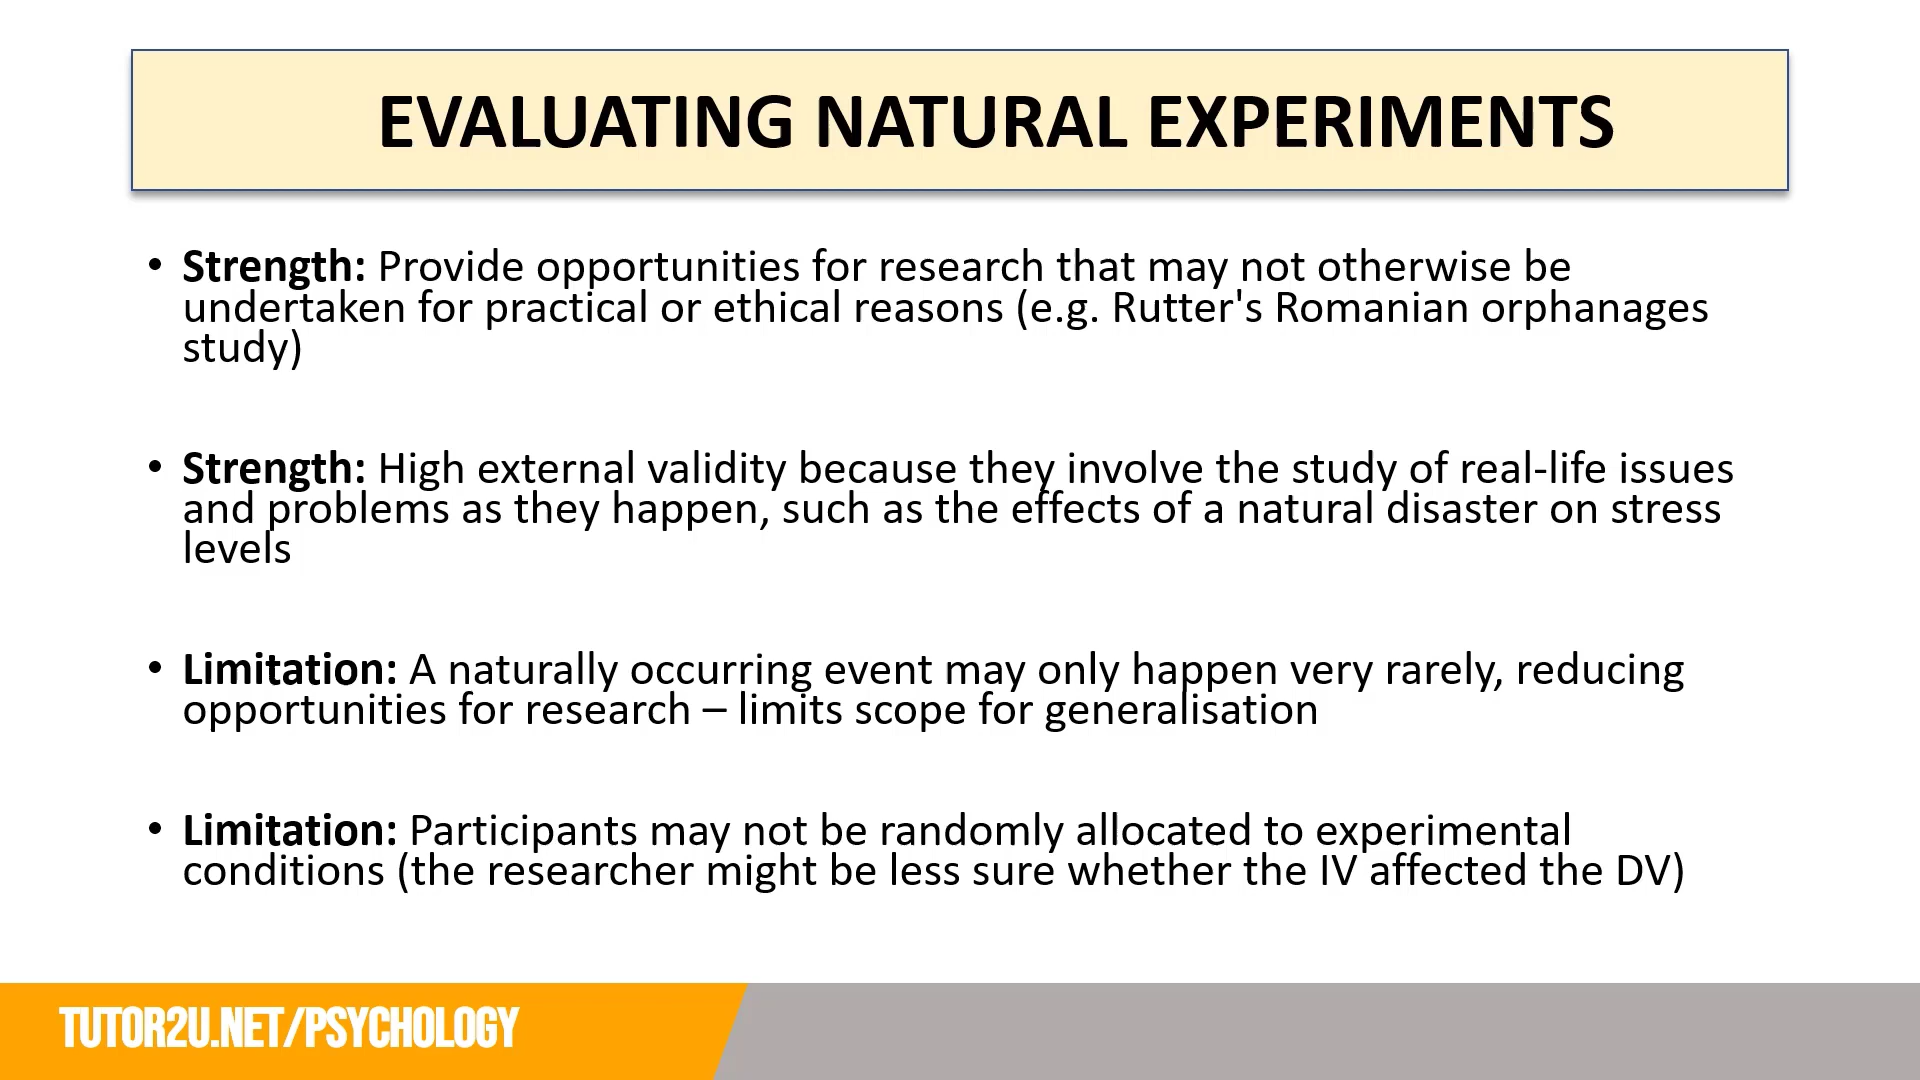 EVALUATING NATURAL EXPERIMENTS
• Strength: Provide opportunities for research that may not otherwise be
undertaken for practical or ethical reasons (e.g. Rutter's Romanian orphanages
study)
• Strength: High external validity because they involve the study of real-life issues
and problems as they happen, such as the effects of a natural disaster on stress
levels
• Limitation: A naturally occurring event may only happen very rarely, reducing
opportunities for research – limits scope for generalisation
• Limitation: Participants may not be randomly allocated to experimental
conditions (the researcher might be less sure whether the IV affected the DV)
TUTOR2U.NET/PSYCHOLOGY